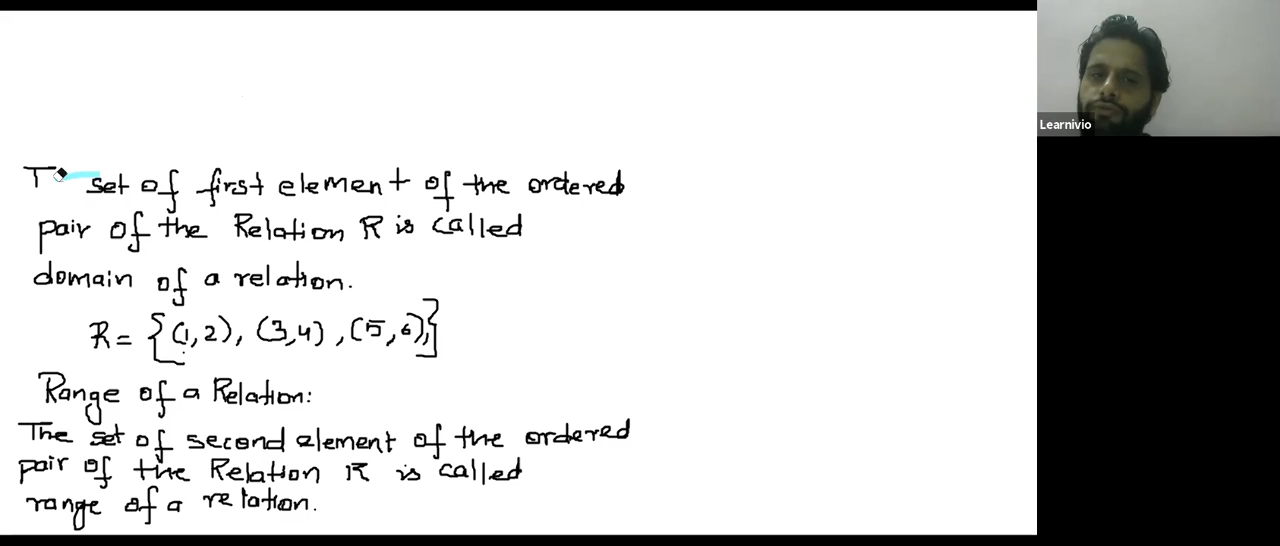 T set of first element of the ordered
pair of the Relation R is called
domain of a relation.
R = {(1,2), (3,4), (5,6)}
Range of a Relation:
The set of second element of the ordered
pair of the Relation R is called
range of a relation.
Learnivio